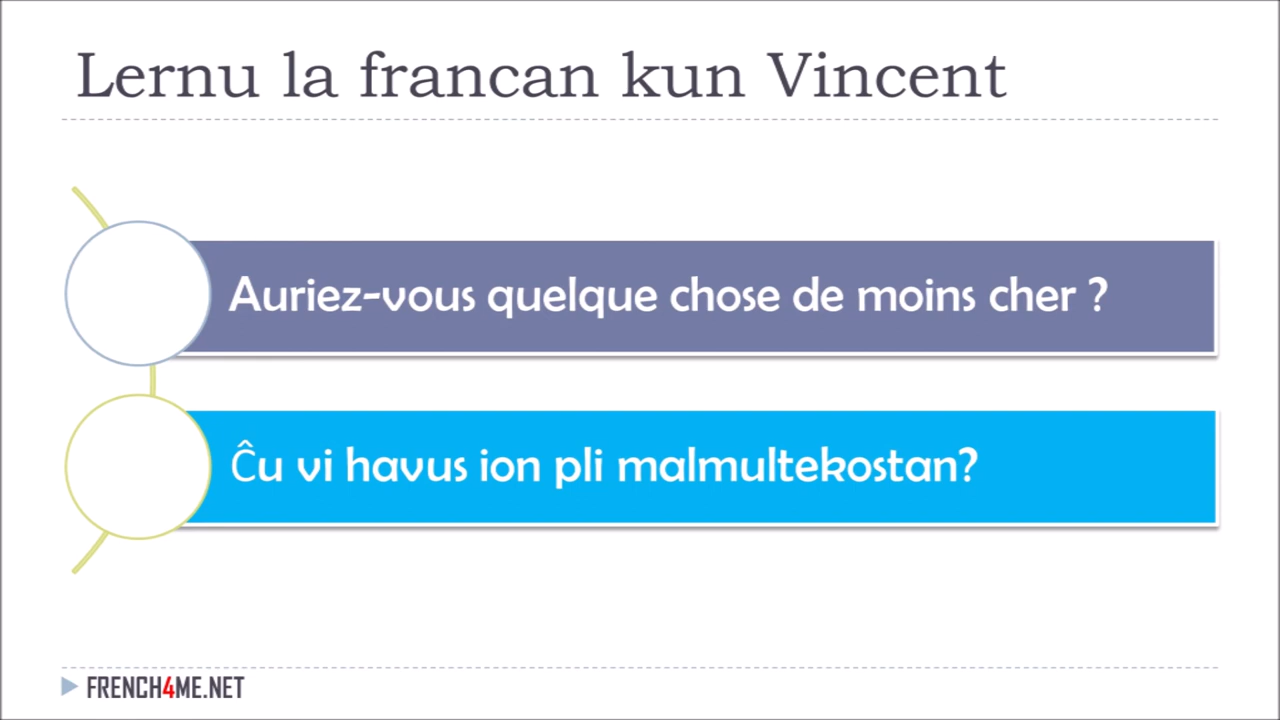 Lernu la francan kun Vincent
Auriez-vous quelque chose de moins cher ?
Ĉu vi havus ion pli malmultekostan?
FRENCH4ME.NET